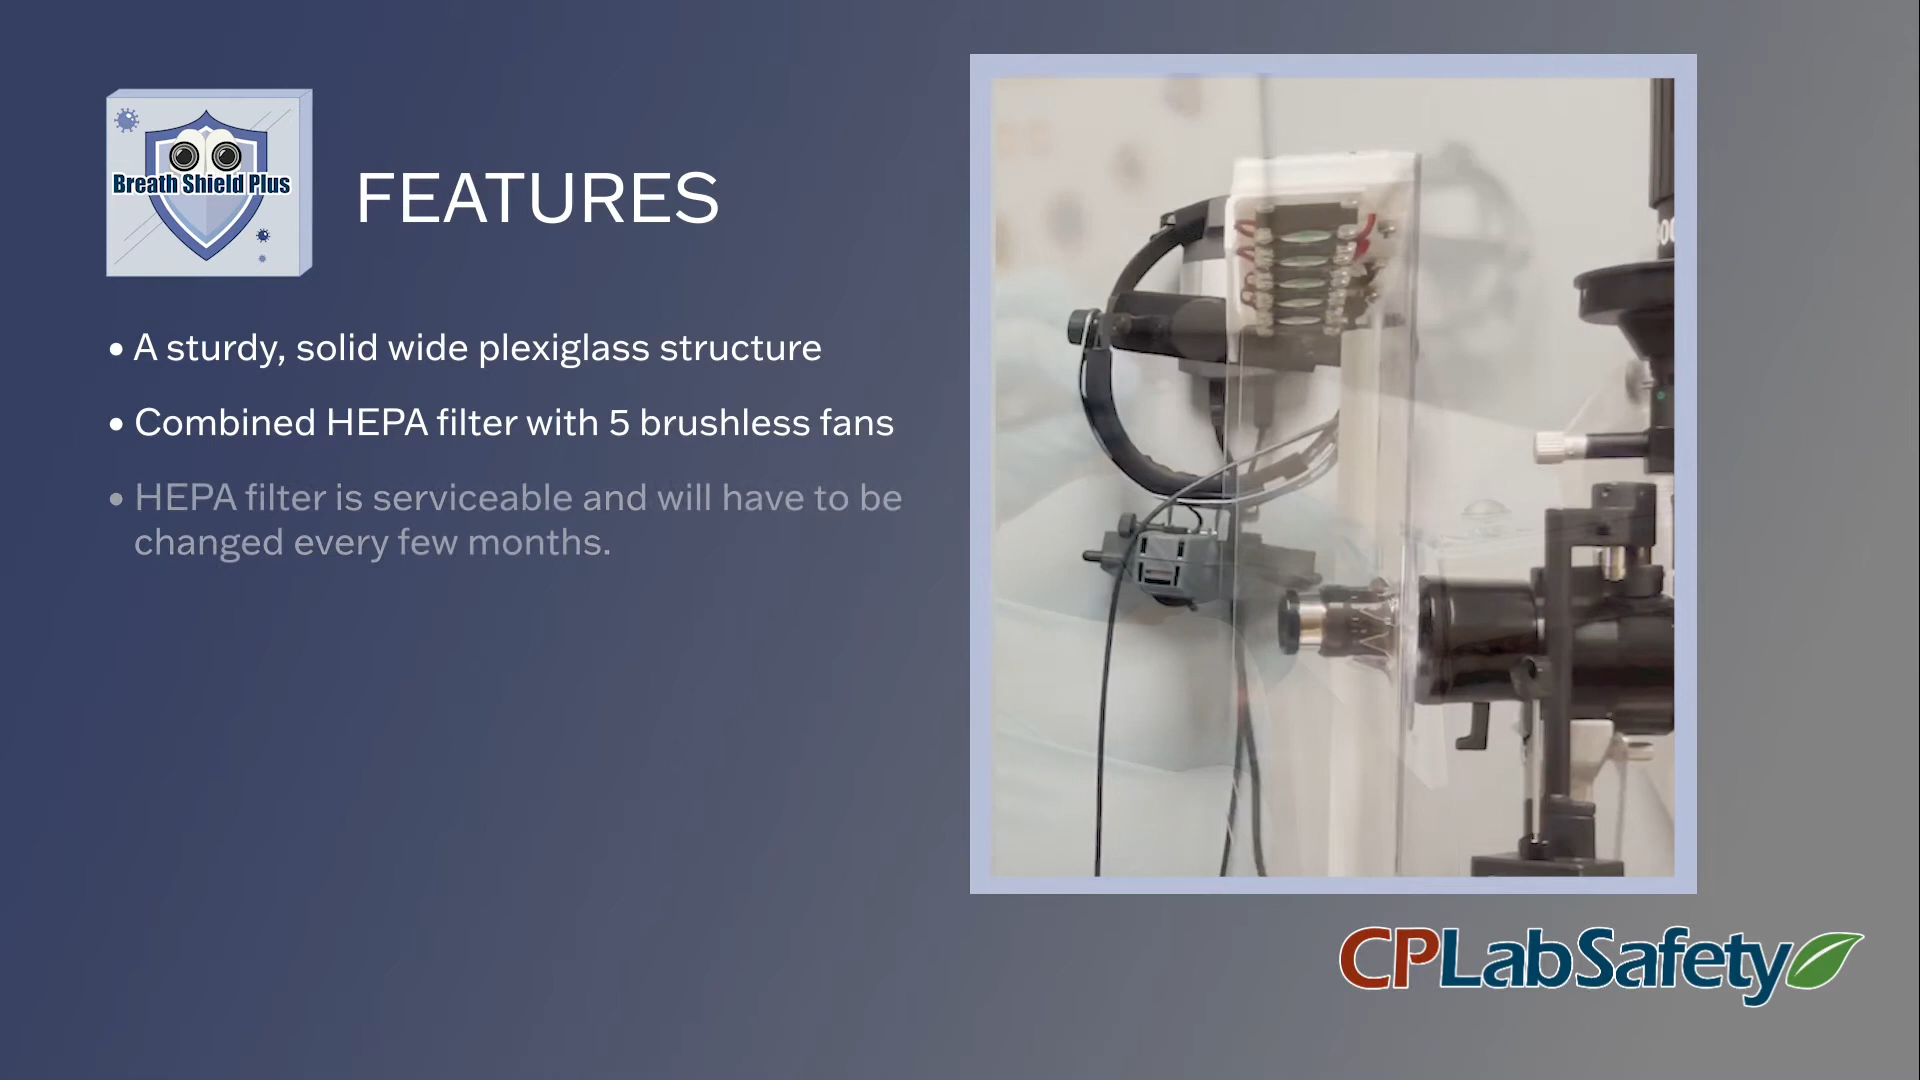 Breath Shield Plus
FEATURES
• A sturdy, solid wide plexiglass structure
• Combined HEPA filter with 5 brushless fans
• HEPA filter is serviceable and will have to be
changed every few months.
CPLabSafety